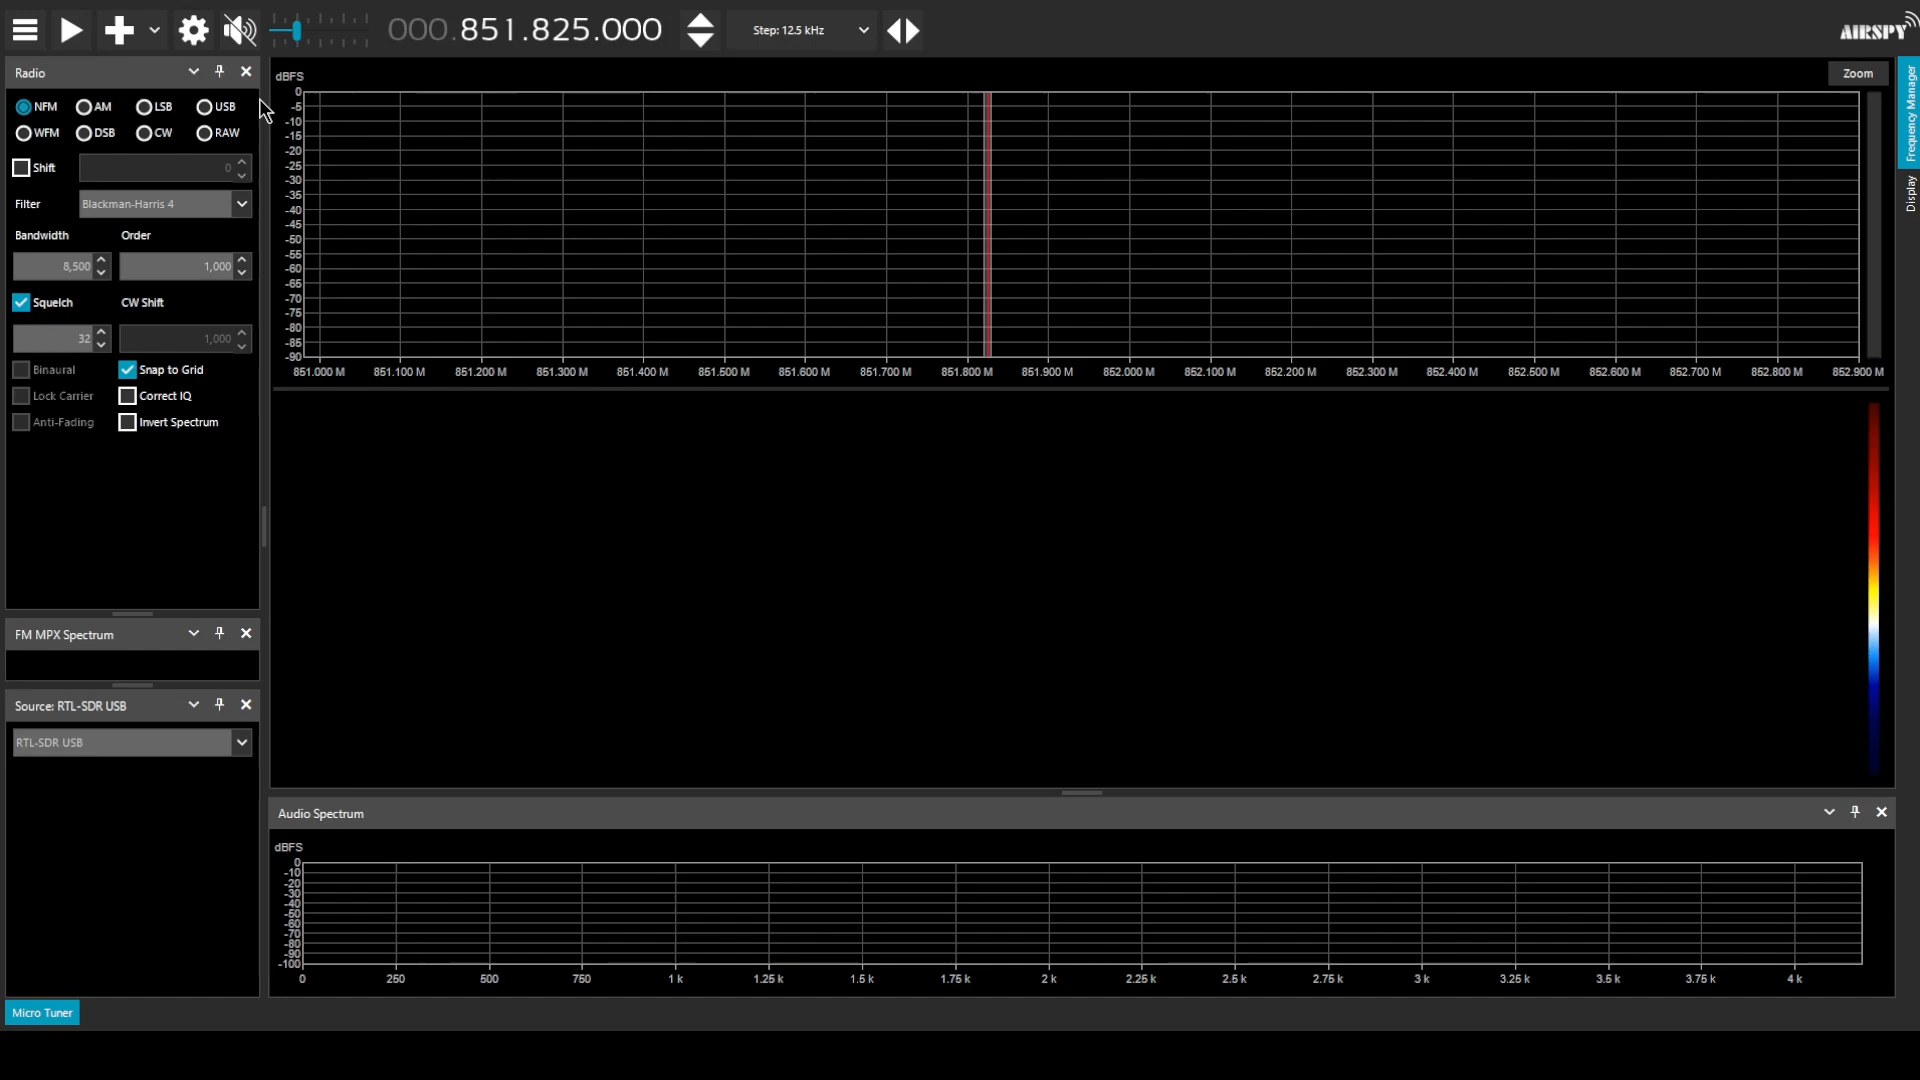 000.851.825.000
Step: 12.5 kHz
AIRSPY
Radio
NFM AM LSB USB
WFM DSB CW RAW
Shift 0
Filter Blackman-Harris 4
Bandwidth Order
8,500 1,000
Squelch CW Shift
32 1,000
Binaural Snap to Grid
Lock Carrier Correct IQ
Anti-Fading Invert Spectrum
FM MPX Spectrum
Source: RTL-SDR USB
RTL-SDR USB
Micro Tuner
dBFS
Zoom
0
-5
-10
-15
-20
-25
-30
-35
-40
-45
-50
-55
-60
-65
-70
-75
-80
-85
-90
851.000 M 851.100 M 851.200 M 851.300 M 851.400 M 851.500 M 851.600 M 851.700 M 851.800 M 851.900 M 852.000 M 852.100 M 852.200 M 852.300 M 852.400 M 852.500 M 852.600 M 852.700 M 852.800 M 852.900 M
Audio Spectrum
dBFS
0
-10
-20
-30
-40
-50
-60
-70
-80
-90
-100
0 250 500 750 1 k 1.25 k 1.5 k 1.75 k 2 k 2.25 k 2.5 k 2.75 k 3 k 3.25 k 3.5 k 3.75 k 4 k
Frequency Manager
Display